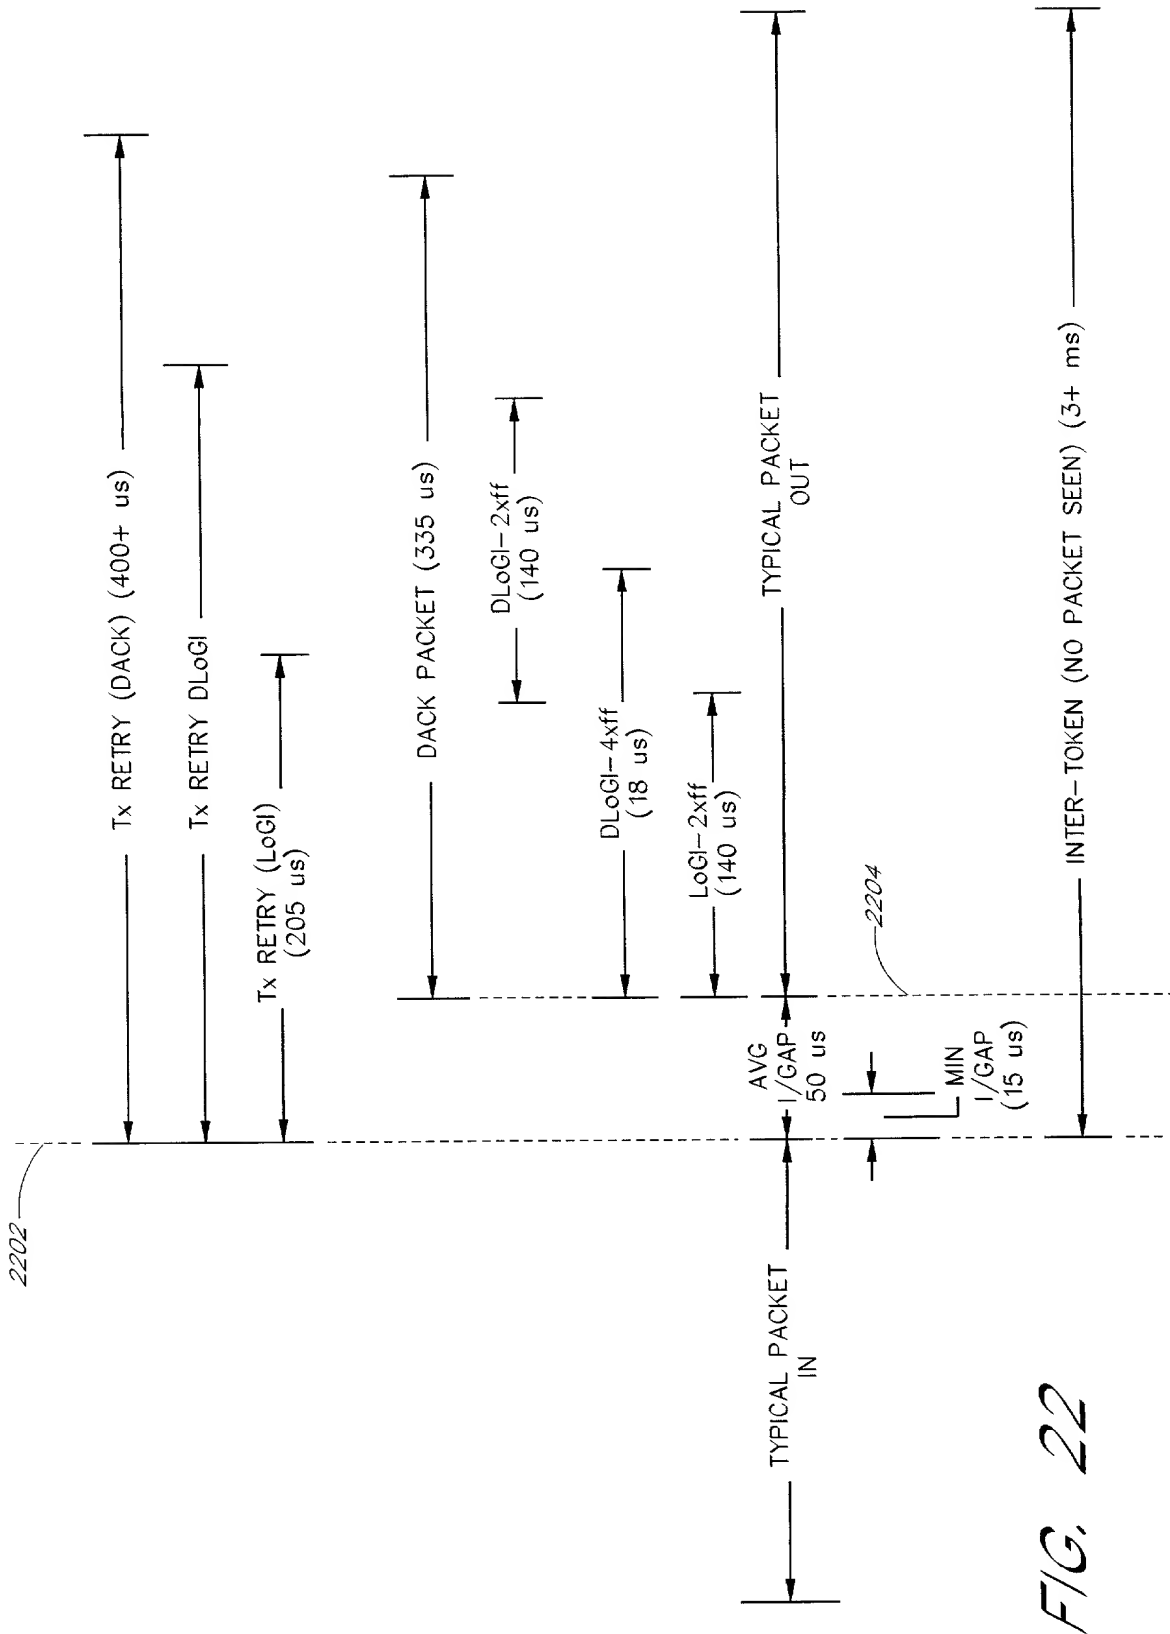 2202
Tx RETRY (DACK) (400+ us)
Tx RETRY DLoGI
Tx RETRY (LoGI)
(205 us)
DACK PACKET (335 us)
DLoGI-2xff
(140 us)
DLoGI-4xff
(18 us)
LoGI-2xff
(140 us)
TYPICAL PACKET
IN
AVG
I/GAP
50 us
TYPICAL PACKET
OUT
2204
MIN
I/GAP
(15 us)
INTER-TOKEN (NO PACKET SEEN) (3+ ms)
FIG. 22